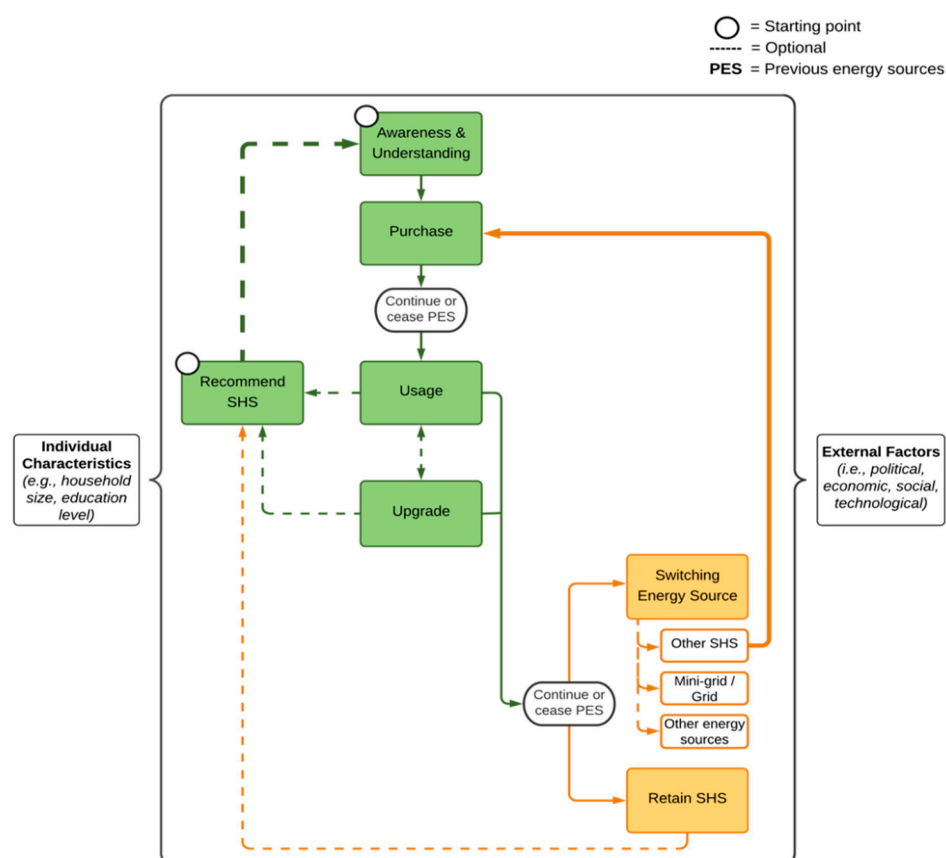 = Starting point
= Optional
PES = Previous energy sources
Awareness &
Understanding
Purchase
Continue or
cease PES
Recommend
SHS
Usage
Individual
Characteristics
(e.g., household
size, education
level)
External Factors
(i.e., political,
economic, social,
technological)
Upgrade
Switching
Energy Source
Other SHS
Mini-grid /
Grid
Other energy
sources
Continue or
cease PES
Retain SHS